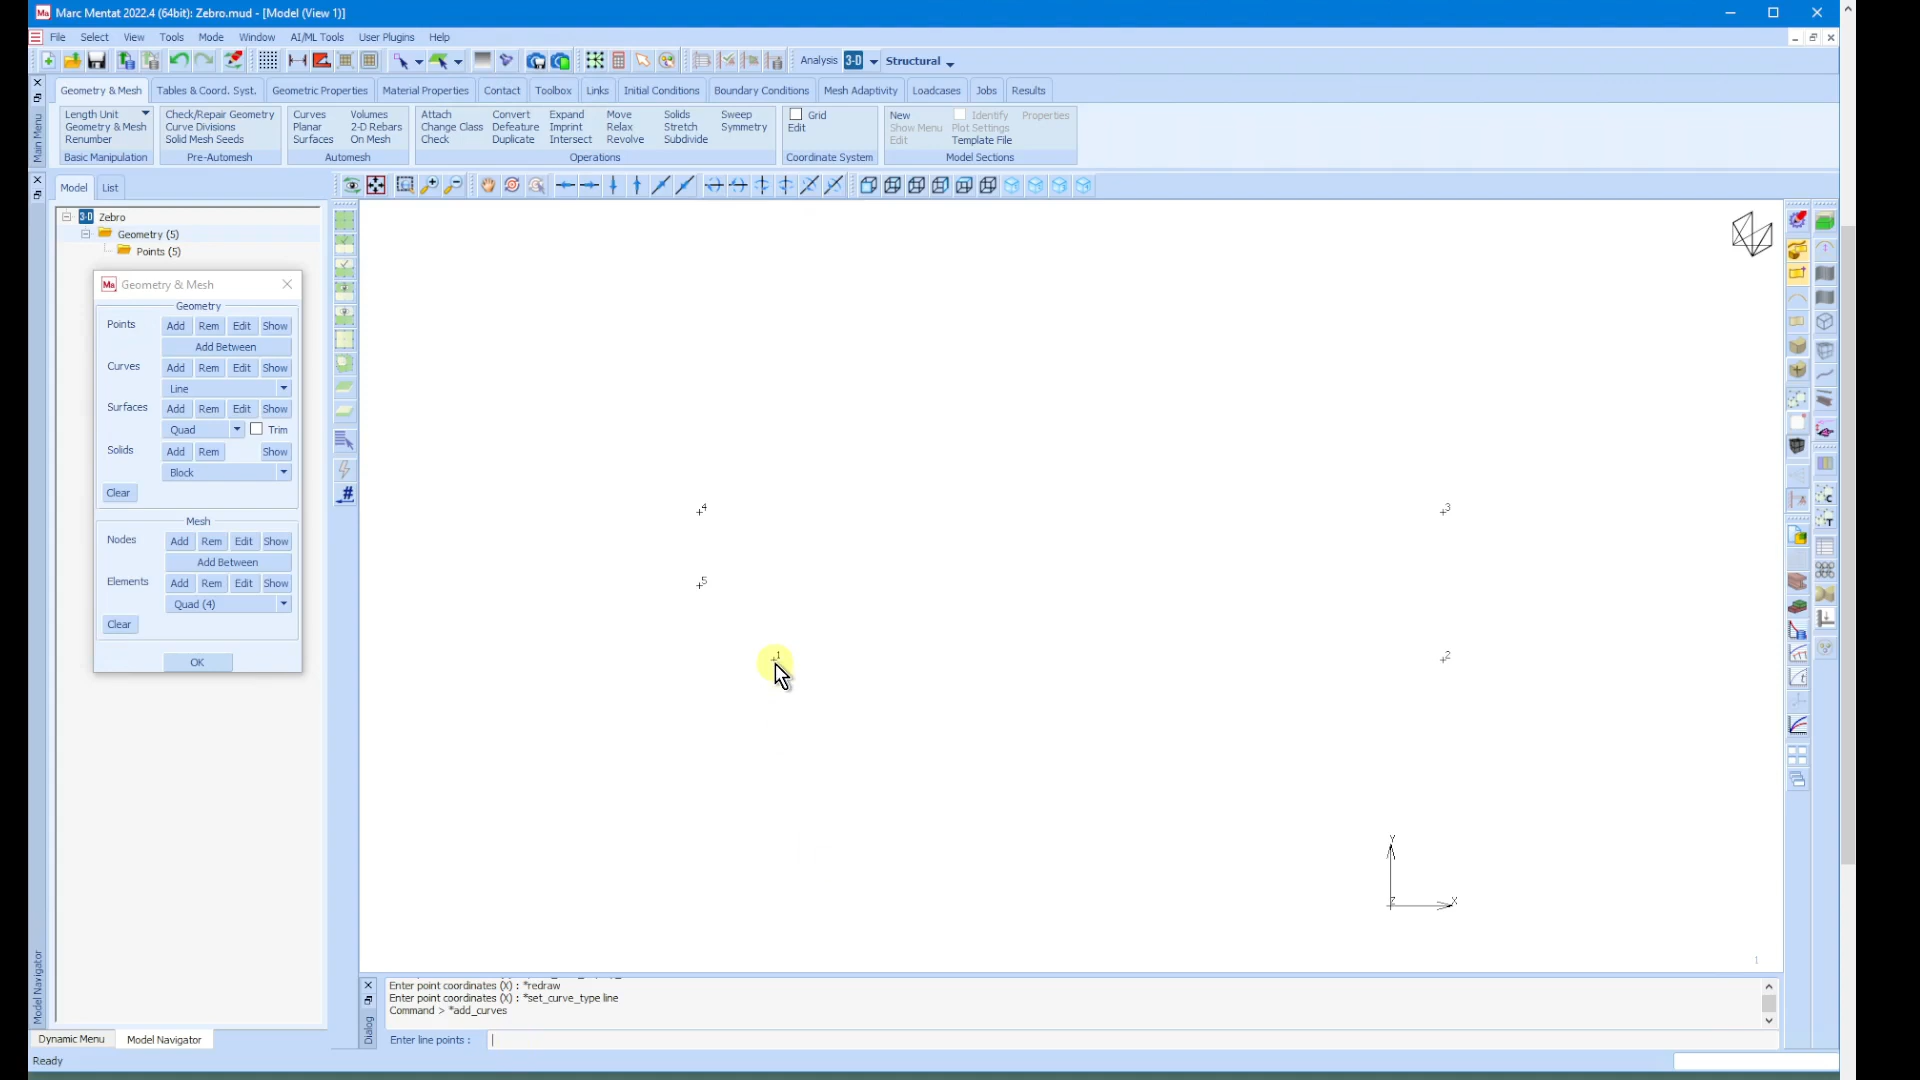 Marc Mentat 2022.4 (64bit): Zebro.mud - [Model (View 1)]
File Select View Tools Mode Window AI/ML Tools User Plugins Help
Analysis 3-D Structural
Geometry & Mesh Tables & Coord. Syst. Geometric Properties Material Properties Contact Toolbox Links Initial Conditions Boundary Conditions Mesh Adaptivity Loadcases Jobs Results
Length Unit Check/Repair Geometry Curves Volumes Attach Convert Expand Move Solids Sweep Grid New Identify Properties
Geometry & Mesh Curve Divisions Planar 2-D Rebars Change Class Defeature Imprint Relax Stretch Symmetry Edit Show Menu Plot Settings
Renumber Solid Mesh Seeds Surfaces On Mesh Check Duplicate Intersect Revolve Subdivide Edit Template File
Basic Manipulation Pre-Automesh Automesh Operations Coordinate System Model Sections
Main Menu
Model List
3-D Zebro
Geometry (5)
Points (5)
Geometry & Mesh
Geometry
Points Add Rem Edit Show
Add Between
Curves Add Rem Edit Show
Line
Surfaces Add Rem Edit Show
Quad Trim
Solids Add Rem Show
Block
Clear
Mesh
Nodes Add Rem Edit Show
Add Between
Elements Add Rem Edit Show
Quad (4)
Clear
OK
4
3
5
1
2
Y
Z X
1
Model Navigator
Dialog
Enter point coordinates (X) : *redraw
Enter point coordinates (X) : *set_curve_type line
Command > *add_curves
Enter line points :
Dynamic Menu Model Navigator
Ready